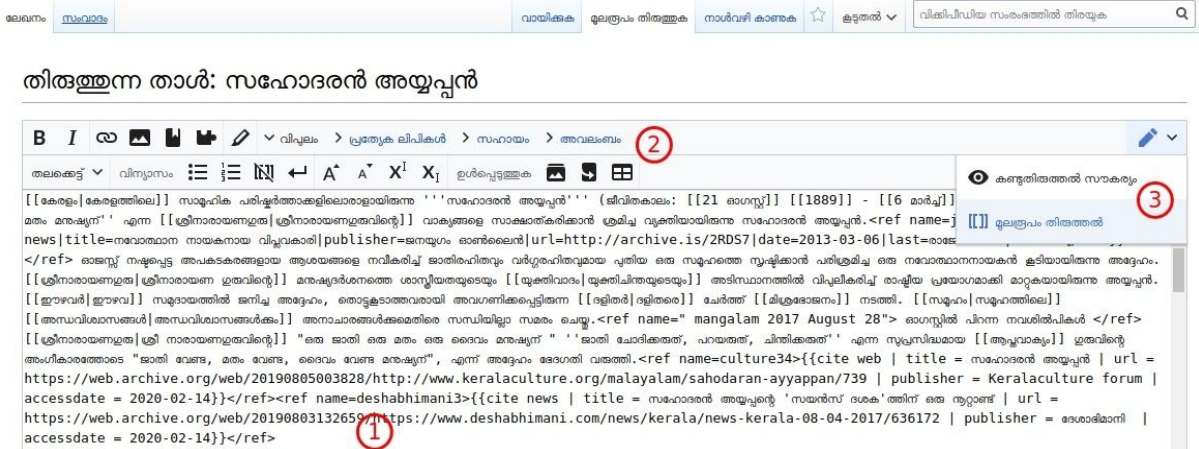 ലേഖനം സംവാദം വായിക്കുക മൂലരൂപം തിരുത്തുക നാൾവഴി കാണുക കൂടുതൽ വിക്കിപീഡിയ സംരംഭത്തിൽ തിരയുക
തിരുത്തുന്ന താൾ: സഹോദരൻ അയ്യപ്പൻ
B I വിപുലം പ്രത്യേക ലിപികൾ സഹായം അവലംബം 2
തലക്കെട്ട് വിന്യാസം A A X X ഉൾപ്പെടുത്തുക കണ്ടുതിരുത്തൽ സൗകര്യം
3
[[]] മൂലരൂപം തിരുത്തൽ
[[കേരളം|കേരളത്തിലെ]] സാമൂഹിക പരിഷ്കർത്താക്കളിലൊരാളായിരുന്നു '''സഹോദരൻ അയ്യപ്പൻ''' (ജീവിതകാലം: [[21 ഓഗസ്റ്റ്]] [[1889]] - [[6 മാർച്ച്]]
മതം മനുഷ്യന്'' എന്ന [[ശ്രീനാരായണഗുരു|ശ്രീനാരായണഗുരുവിന്റെ]] വാക്യങ്ങളെ സാക്ഷാത്കരിക്കാൻ ശ്രമിച്ച വ്യക്തിയായിരുന്നു സഹോദരൻ അയ്യപ്പൻ.<ref name=j
news|title=നവോത്ഥാന നായകനായ വിപ്ലവകാരി|publisher=ജനയുഗം ഓൺലൈൻ|url=http://archive.is/2RDS7|date=2013-03-06|last=രാജേ
</ref> ഓജസ്സ് നഷ്ടപ്പെട്ട അപകടകരങ്ങളായ ആശയങ്ങളെ നവീകരിച്ച് ജാതിരഹിതവും വർഗ്ഗരഹിതവുമായ പുതിയ ഒരു സമൂഹത്തെ സൃഷ്ടിക്കാൻ പരിശ്രമിച്ച ഒരു നവോത്ഥാനനായകൻ കൂടിയായിരുന്നു അദ്ദേഹം.
[[ശ്രീനാരായണഗുരു|ശ്രീനാരായണ ഗുരുവിന്റെ]] മനുഷ്യദർശനത്തെ ശാസ്ത്രീയതയുടെയും [[യുക്തിവാദം|യുക്തിചിന്തയുടെയും]] അടിസ്ഥാനത്തിൽ വിപുലീകരിച്ച് രാഷ്ട്രീയ പ്രയോഗമാക്കി മാറ്റുകയായിരുന്നു അയ്യപ്പൻ.
[[ഈഴവർ|ഈഴവ]] സമുദായത്തിൽ ജനിച്ച അദ്ദേഹം, തൊട്ടുകൂടാത്തവരായി അവഗണിക്കപ്പെട്ടിരുന്ന [[ദളിതർ|ദളിതരെ]] ചേർത്ത് [[മിശ്രഭോജനം]] നടത്തി. [[സമൂഹം|സമൂഹത്തിലെ]]
[[അന്ധവിശ്വാസങ്ങൾ|അന്ധവിശ്വാസങ്ങൾക്കും]] അനാചാരങ്ങൾക്കുമെതിരെ സന്ധിയില്ലാ സമരം ചെയ്തു.<ref name=" mangalam 2017 August 28"> ഓഗസ്റ്റിൽ പിറന്ന നവശിൽപികൾ </ref>
[[ശ്രീനാരായണഗുരു|ശ്രീ നാരായണഗുരുവിന്റെ]] "ഒരു ജാതി ഒരു മതം ഒരു ദൈവം മനുഷ്യന് " ''ജാതി ചോദിക്കരുത്, പറയരുത്, ചിന്തിക്കരുത്'' എന്ന സുപ്രസിദ്ധമായ [[ആപ്തവാക്യം]] ഗുരുവിന്റെ
അംഗീകാരത്തോടെ "ജാതി വേണ്ട, മതം വേണ്ട, ദൈവം വേണ്ട മനുഷ്യന്", എന്ന് അദ്ദേഹം ഭേദഗതി വരുത്തി.<ref name=culture34>{{cite web | title = സഹോദരൻ അയ്യപ്പൻ | url =
https://web.archive.org/web/20190805003828/http://www.keralaculture.org/malayalam/sahodaran-ayyappan/739 | publisher = Keralaculture forum |
accessdate = 2020-02-14}}</ref><ref name=deshabhimani3>{{cite news | title = സഹോദരൻ അയ്യപ്പന്റെ 'സയൻസ് ദശക'ത്തിന് ഒരു നൂറ്റാണ്ട് | url =
https://web.archive.org/web/20190803132659/https://www.deshabhimani.com/news/kerala/news-kerala-08-04-2017/636172 | publisher = ദേശാഭിമാനി |
accessdate = 2020-02-14}}</ref> 1